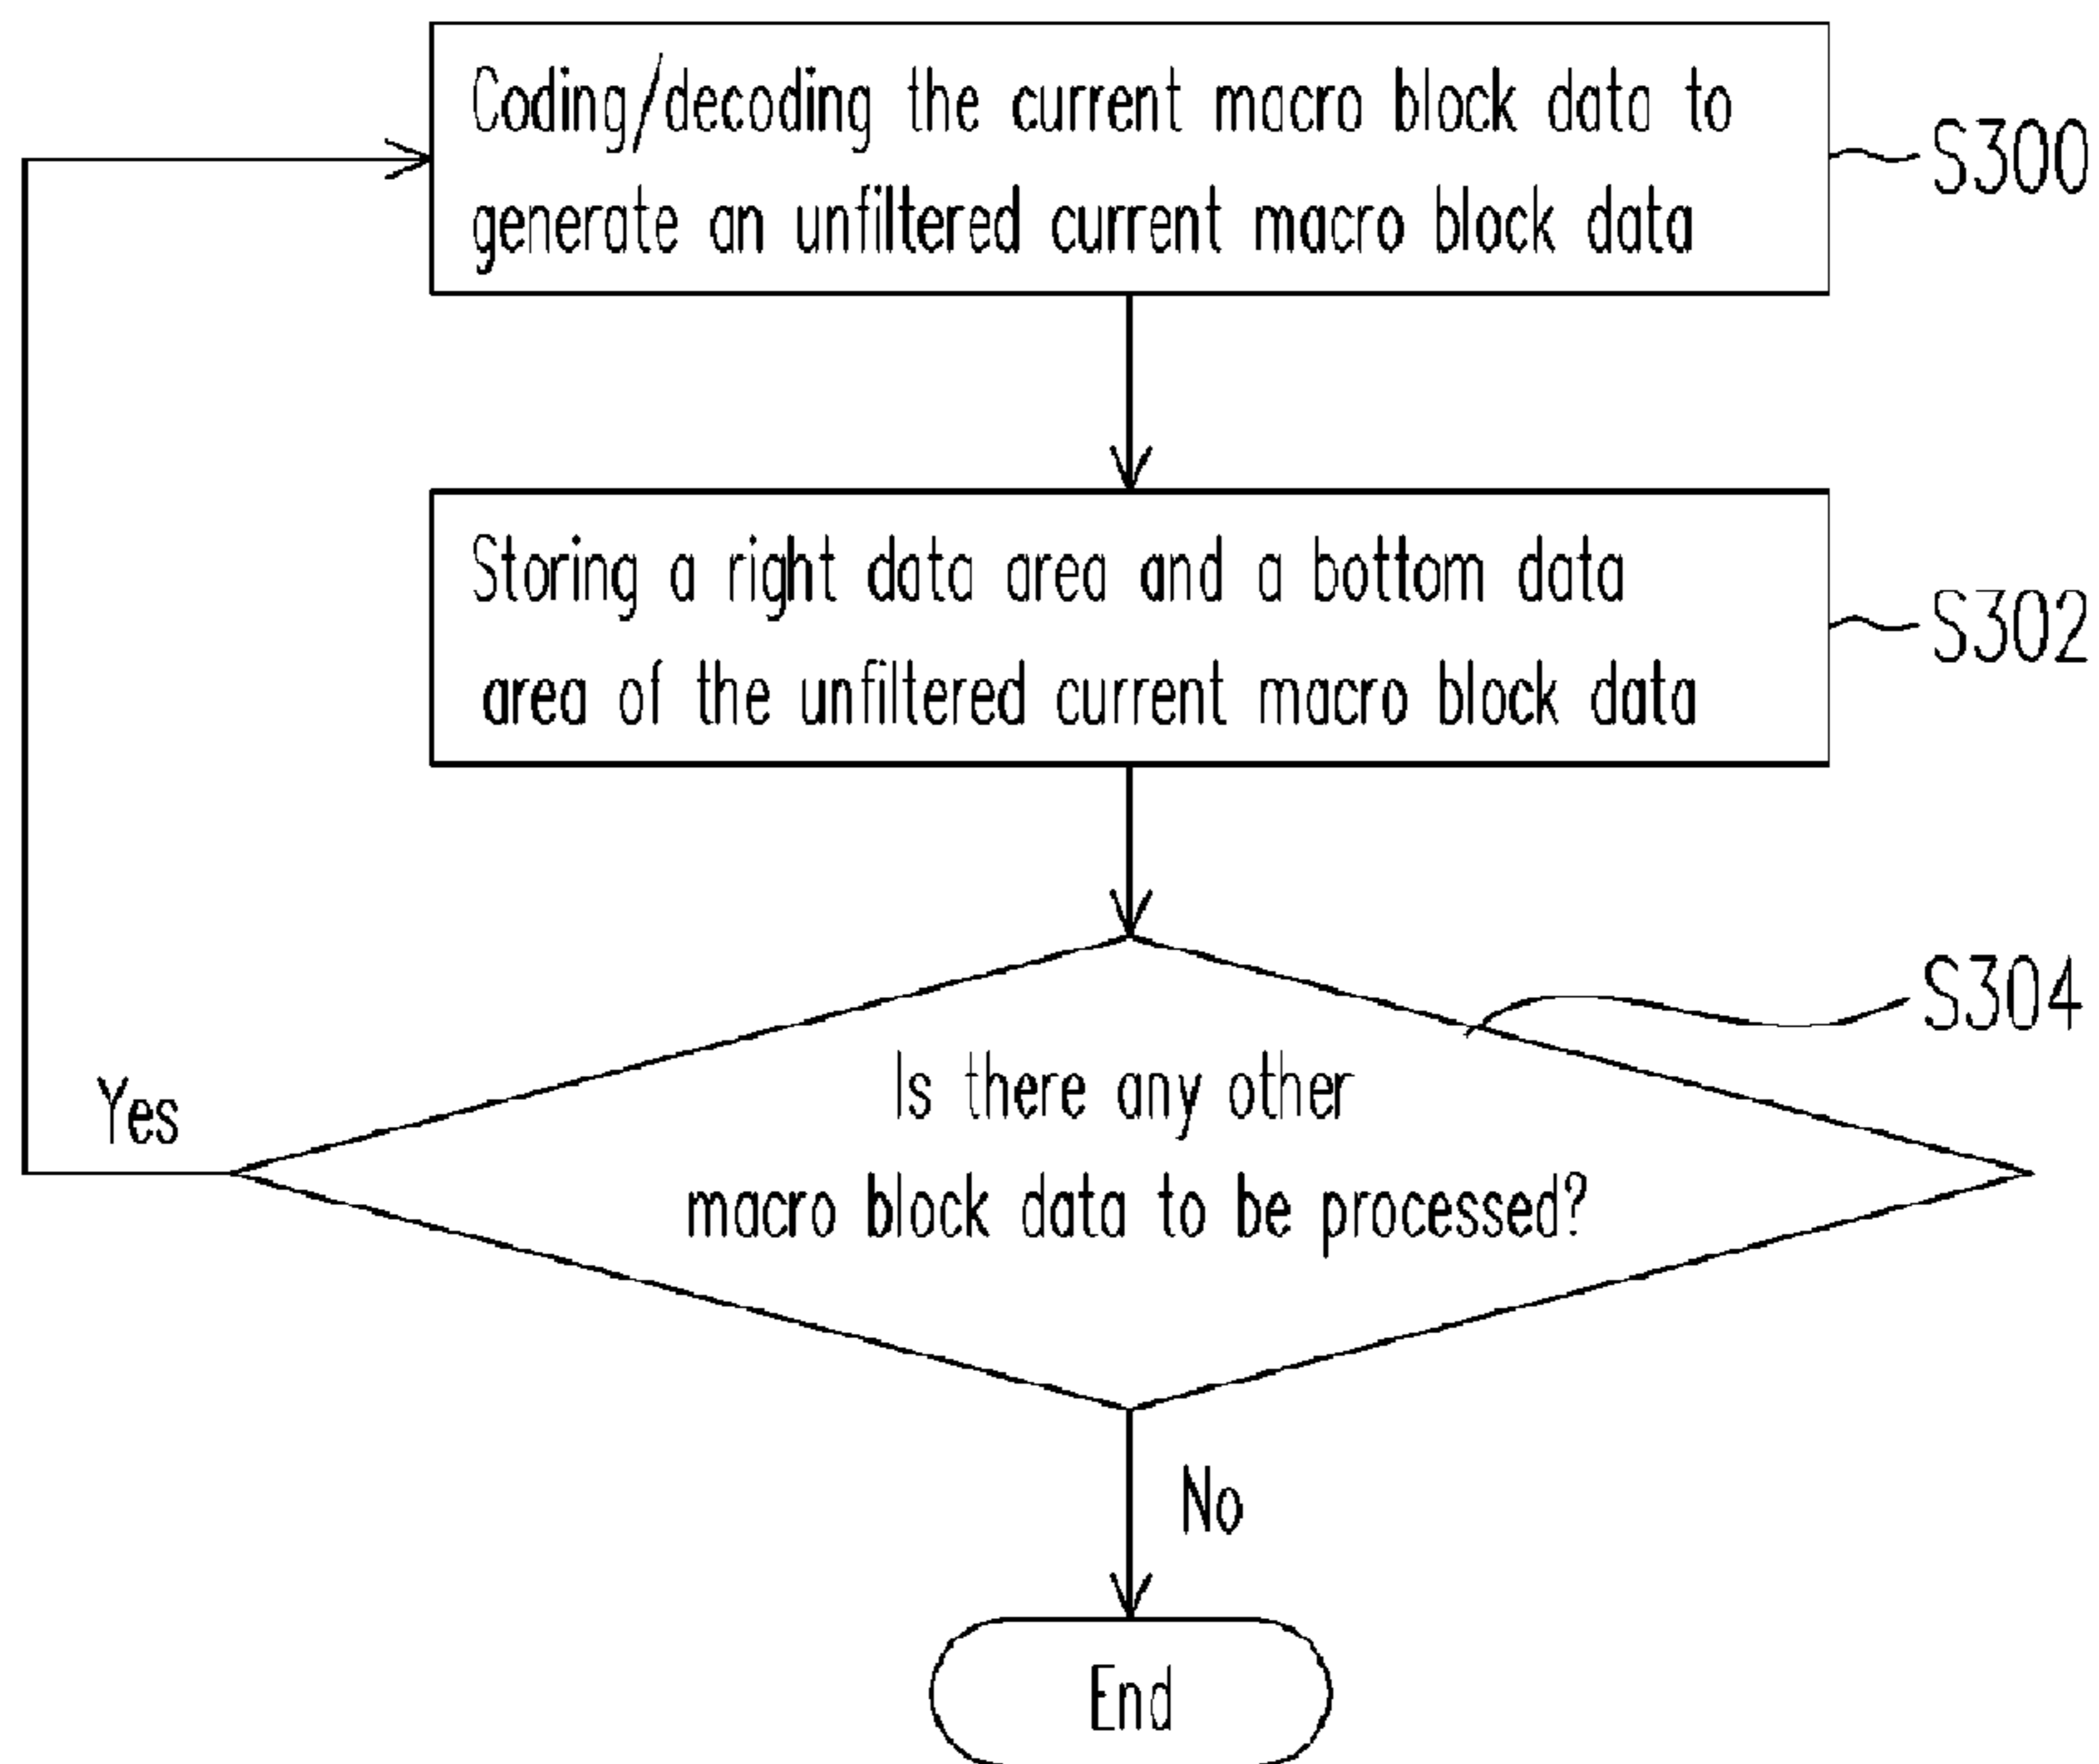 Coding/decoding the current macro block data to
generate an unfiltered current macro block data
S300
Storing a right data area and a bottom data
area of the unfiltered current macro block data
S302
S304
Is there any other
macro block data to be processed?
Yes
No
End